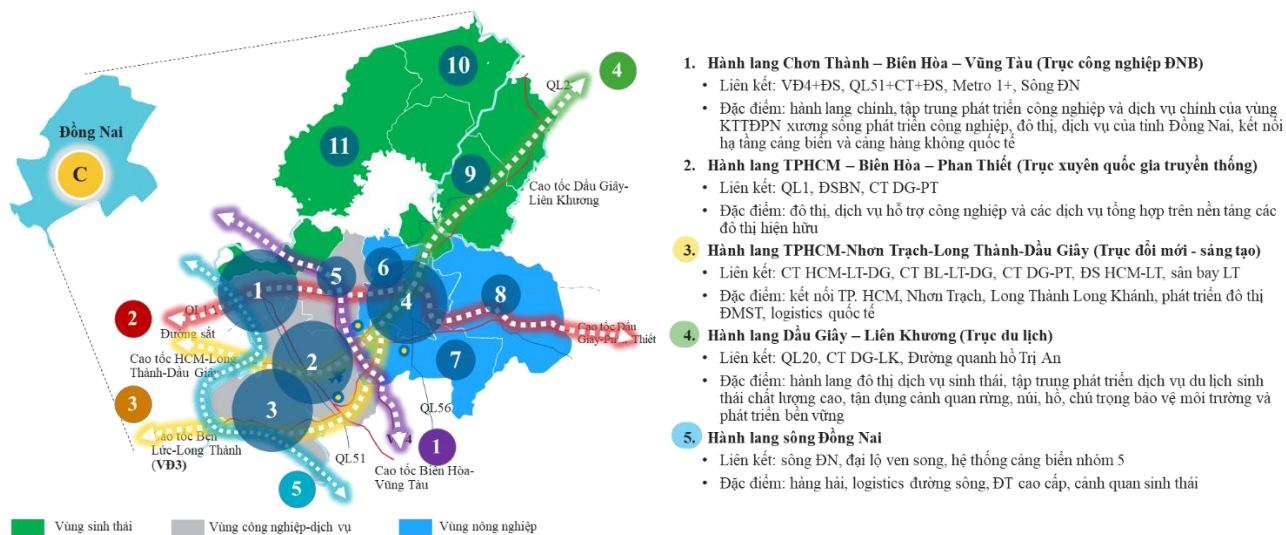 Đồng Nai
C
10
4
QL2
11
9
Cao tốc Dầu Giây-
Liên Khương
6
5
1
4
8
QL1
2
Đường sắt
Cao tốc Dầu
Giây-Phan Thiết
Cao tốc HCM-Long
Thành-Dầu Giây
2
7
3
3
QL56
Cao tốc Bến
Lức-Long Thành
(VĐ3)
1
QL51
Cao tốc Biên Hòa-
Vũng Tàu
5
Vùng sinh thái
Vùng công nghiệp-dịch vụ
Vùng nông nghiệp
1. Hành lang Chơn Thành – Biên Hòa – Vũng Tàu (Trục công nghiệp ĐNB)
• Liên kết: VĐ4+ĐS, QL51+CT+ĐS, Metro 1+, Sông ĐN
• Đặc điểm: hành lang chính, tập trung phát triển công nghiệp và dịch vụ chính của vùng
KTTĐPN xương sống phát triển công nghiệp, đô thị, dịch vụ của tỉnh Đồng Nai, kết nối
hạ tầng cảng biển và cảng hàng không quốc tế
2. Hành lang TPHCM – Biên Hòa – Phan Thiết (Trục xuyên quốc gia truyền thống)
• Liên kết: QL1, ĐSBN, CT DG-PT
• Đặc điểm: đô thị, dịch vụ hỗ trợ công nghiệp và các dịch vụ tổng hợp trên nền tảng các
đô thị hiện hữu
3. Hành lang TPHCM-Nhơn Trạch-Long Thành-Dầu Giây (Trục đổi mới - sáng tạo)
• Liên kết: CT HCM-LT-DG, CT BL-LT-DG, CT DG-PT, ĐS HCM-LT, sân bay LT
• Đặc điểm: kết nối TP. HCM, Nhơn Trạch, Long Thành Long Khánh, phát triển đô thị
ĐMST, logistics quốc tế
4. Hành lang Dầu Giây – Liên Khương (Trục du lịch)
• Liên kết: QL20, CT DG-LK, Đường quanh hồ Trị An
• Đặc điểm: hành lang đô thị dịch vụ sinh thái, tập trung phát triển dịch vụ du lịch sinh
thái chất lượng cao, tận dụng cảnh quan rừng, núi, hồ, chú trọng bảo vệ môi trường và
phát triển bền vững
5. Hành lang sông Đồng Nai
• Liên kết: sông ĐN, đại lộ ven song, hệ thống cảng biển nhóm 5
• Đặc điểm: hàng hải, logistics đường sông, ĐT cao cấp, cảnh quan sinh thái